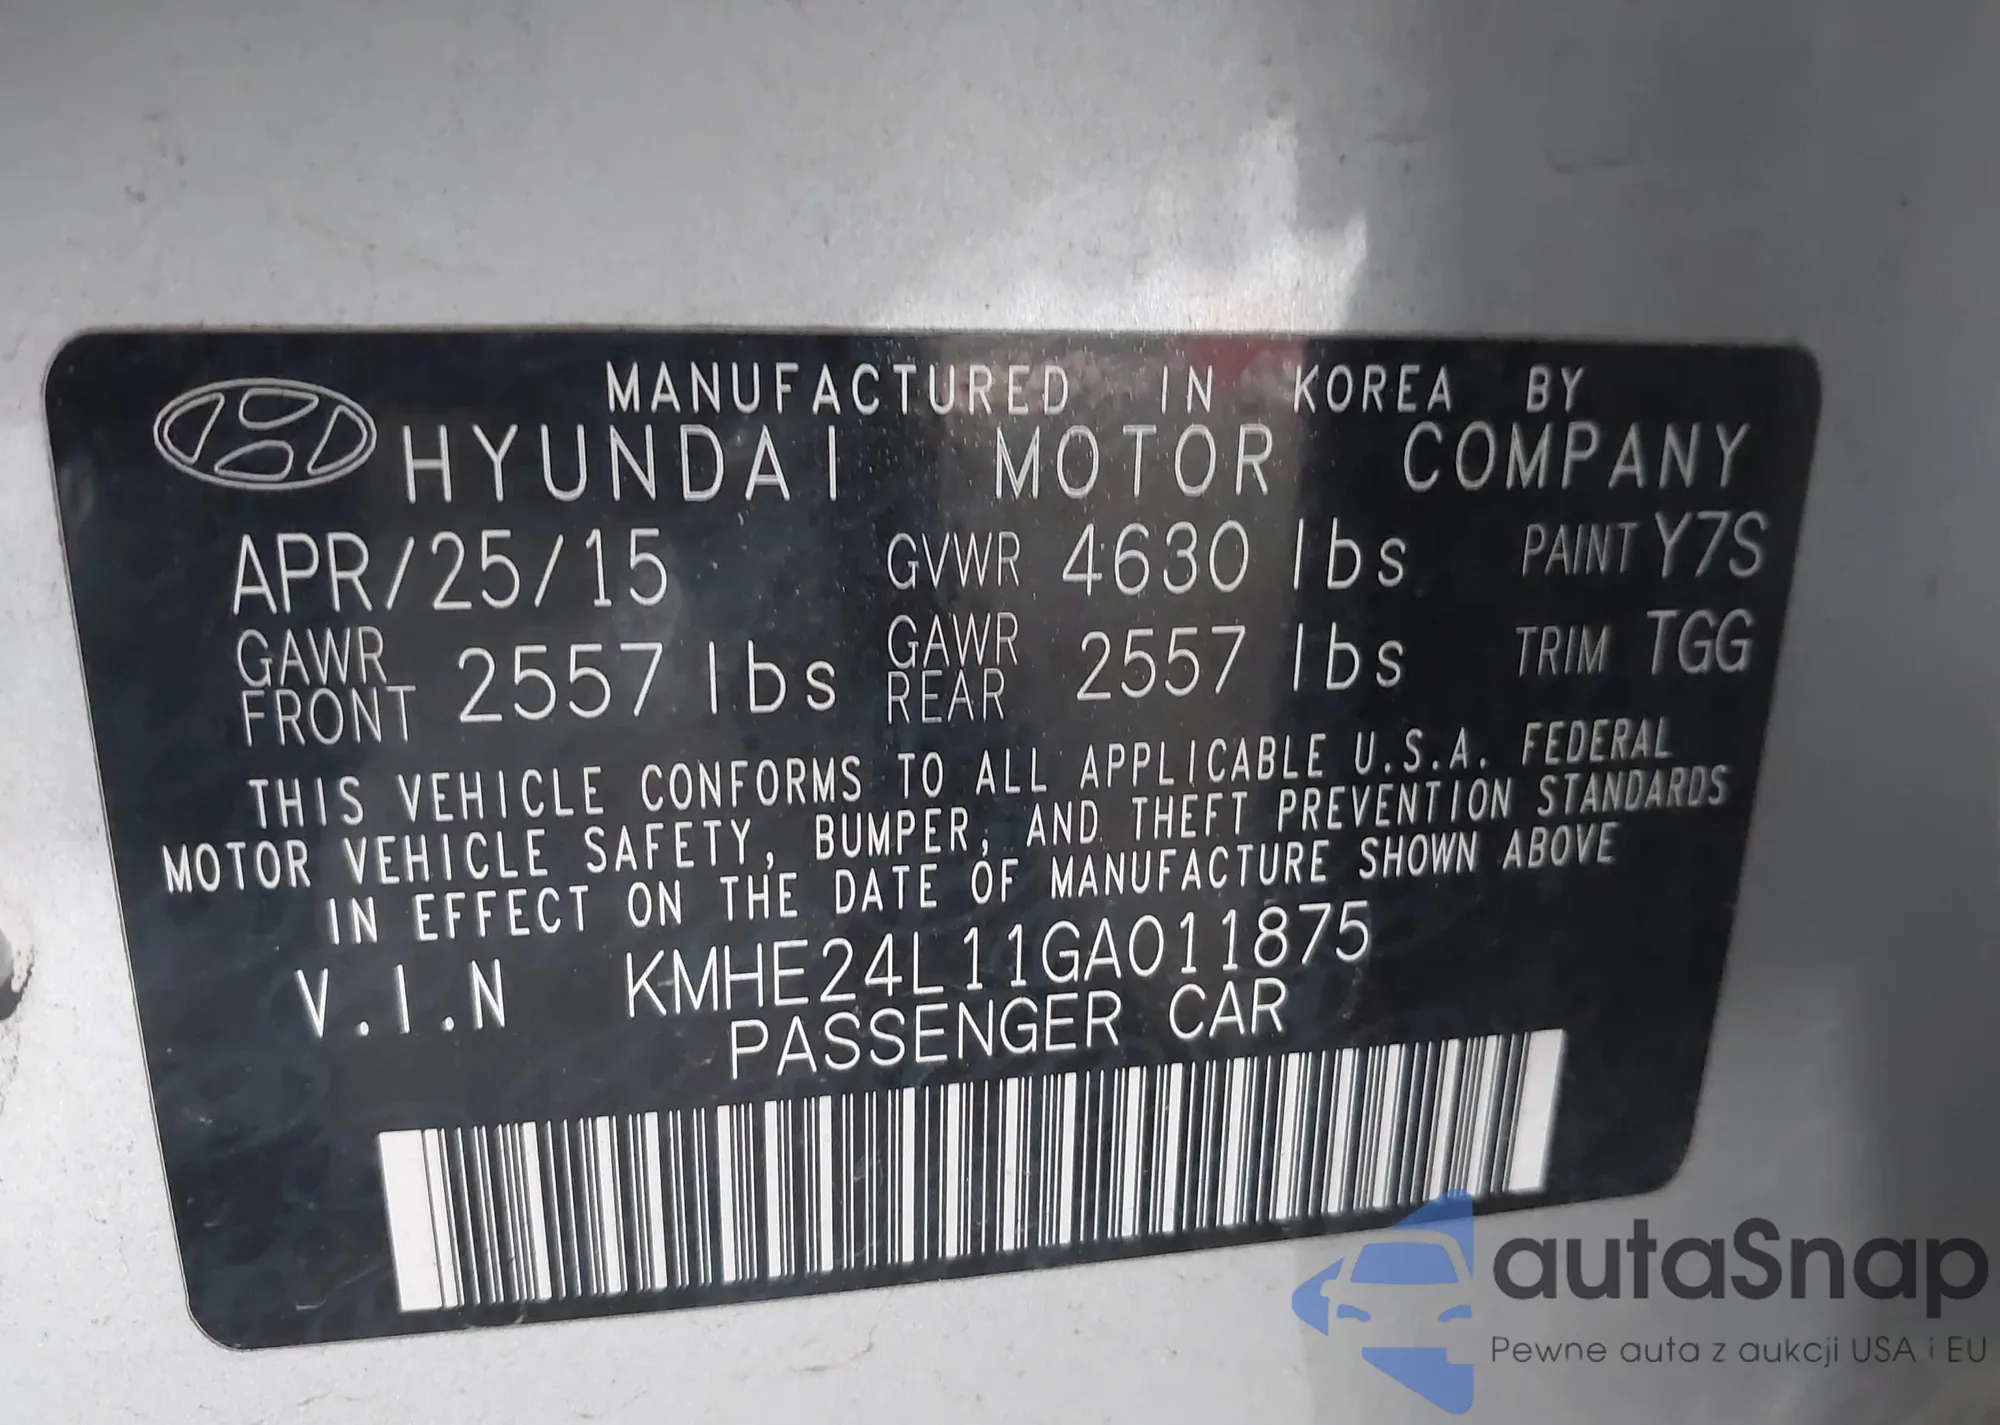 MANUFACTURED IN KOREA BY
HYUNDAI MOTOR COMPANY
APR/25/15 GVWR 4630 lbs PAINT Y7S
GAWR FRONT 2557 lbs GAWR REAR 2557 lbs TRIM TGG
THIS VEHICLE CONFORMS TO ALL APPLICABLE U.S.A. FEDERAL
MOTOR VEHICLE SAFETY, BUMPER, AND THEFT PREVENTION STANDARDS
IN EFFECT ON THE DATE OF MANUFACTURE SHOWN ABOVE
V.I.N KMHE24L11GA011875
PASSENGER CAR
autaSnap
Pewne auta z aukcji USA i EU